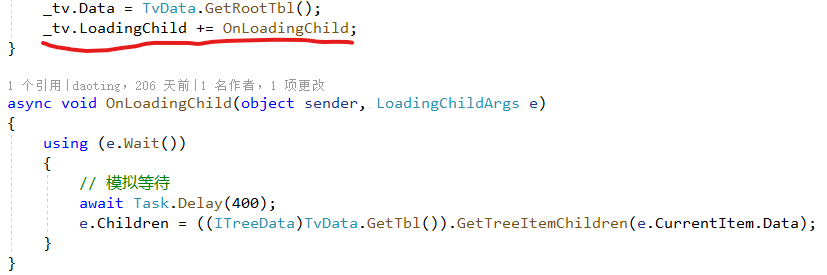 _tv.Data = TvData.GetRootTbl();
_tv.LoadingChild += OnLoadingChild;
}
1 个引用|daoting，206 天前|1 名作者，1 项更改
async void OnLoadingChild(object sender, LoadingChildArgs e)
{
using (e.Wait())
{
// 模拟等待
await Task.Delay(400);
e.Children = ((ITreeData)TvData.GetTbl()).GetTreeItemChildren(e.CurrentItem.Data);
}
}